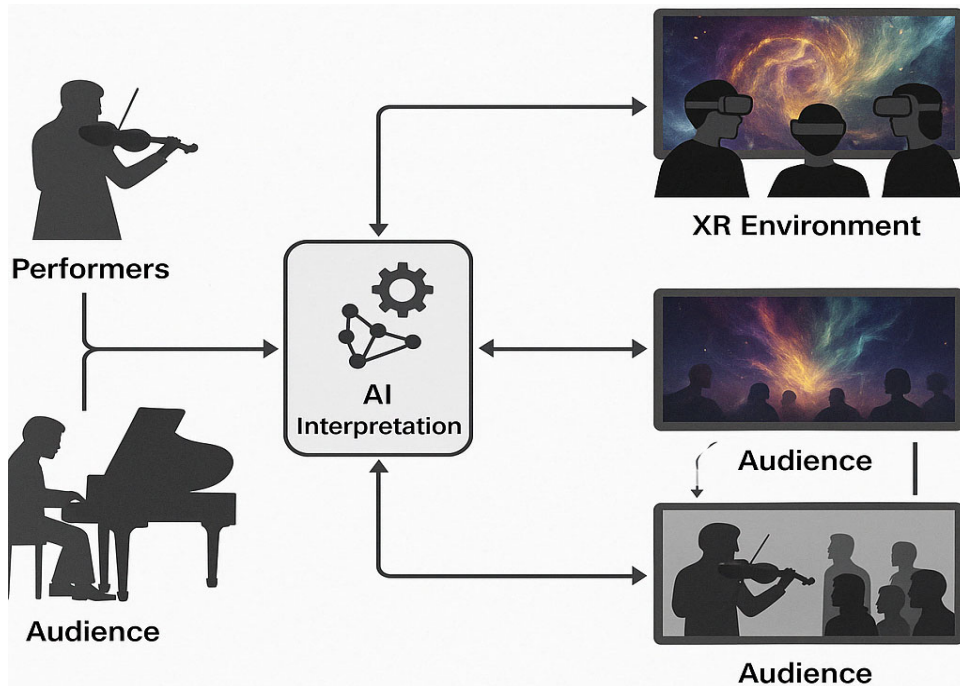 Performers
Audience
AI
Interpretation
XR Environment
Audience
Audience